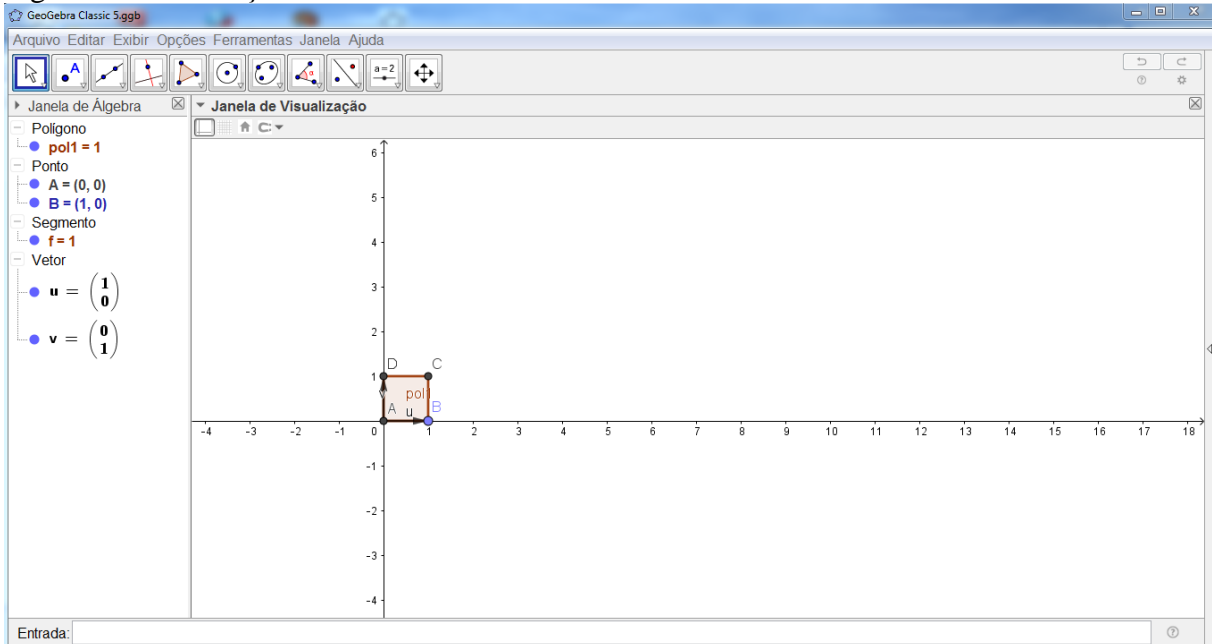 GeoGebra Classic 5.ggb
Arquivo Editar Exibir Opções Ferramentas Janela Ajuda
A
α
a=2
Janela de Álgebra
Janela de Visualização
Polígono
pol1 = 1
Ponto
A = (0, 0)
B = (1, 0)
Segmento
f = 1
Vetor
u = (1 0)
v = (0 1)
6
5
4
3
2
D C
1
pol1
A u B
-4 -3 -2 -1 0 1 2 3 4 5 6 7 8 9 10 11 12 13 14 15 16 17 18
-1
-2
-3
-4
Entrada: